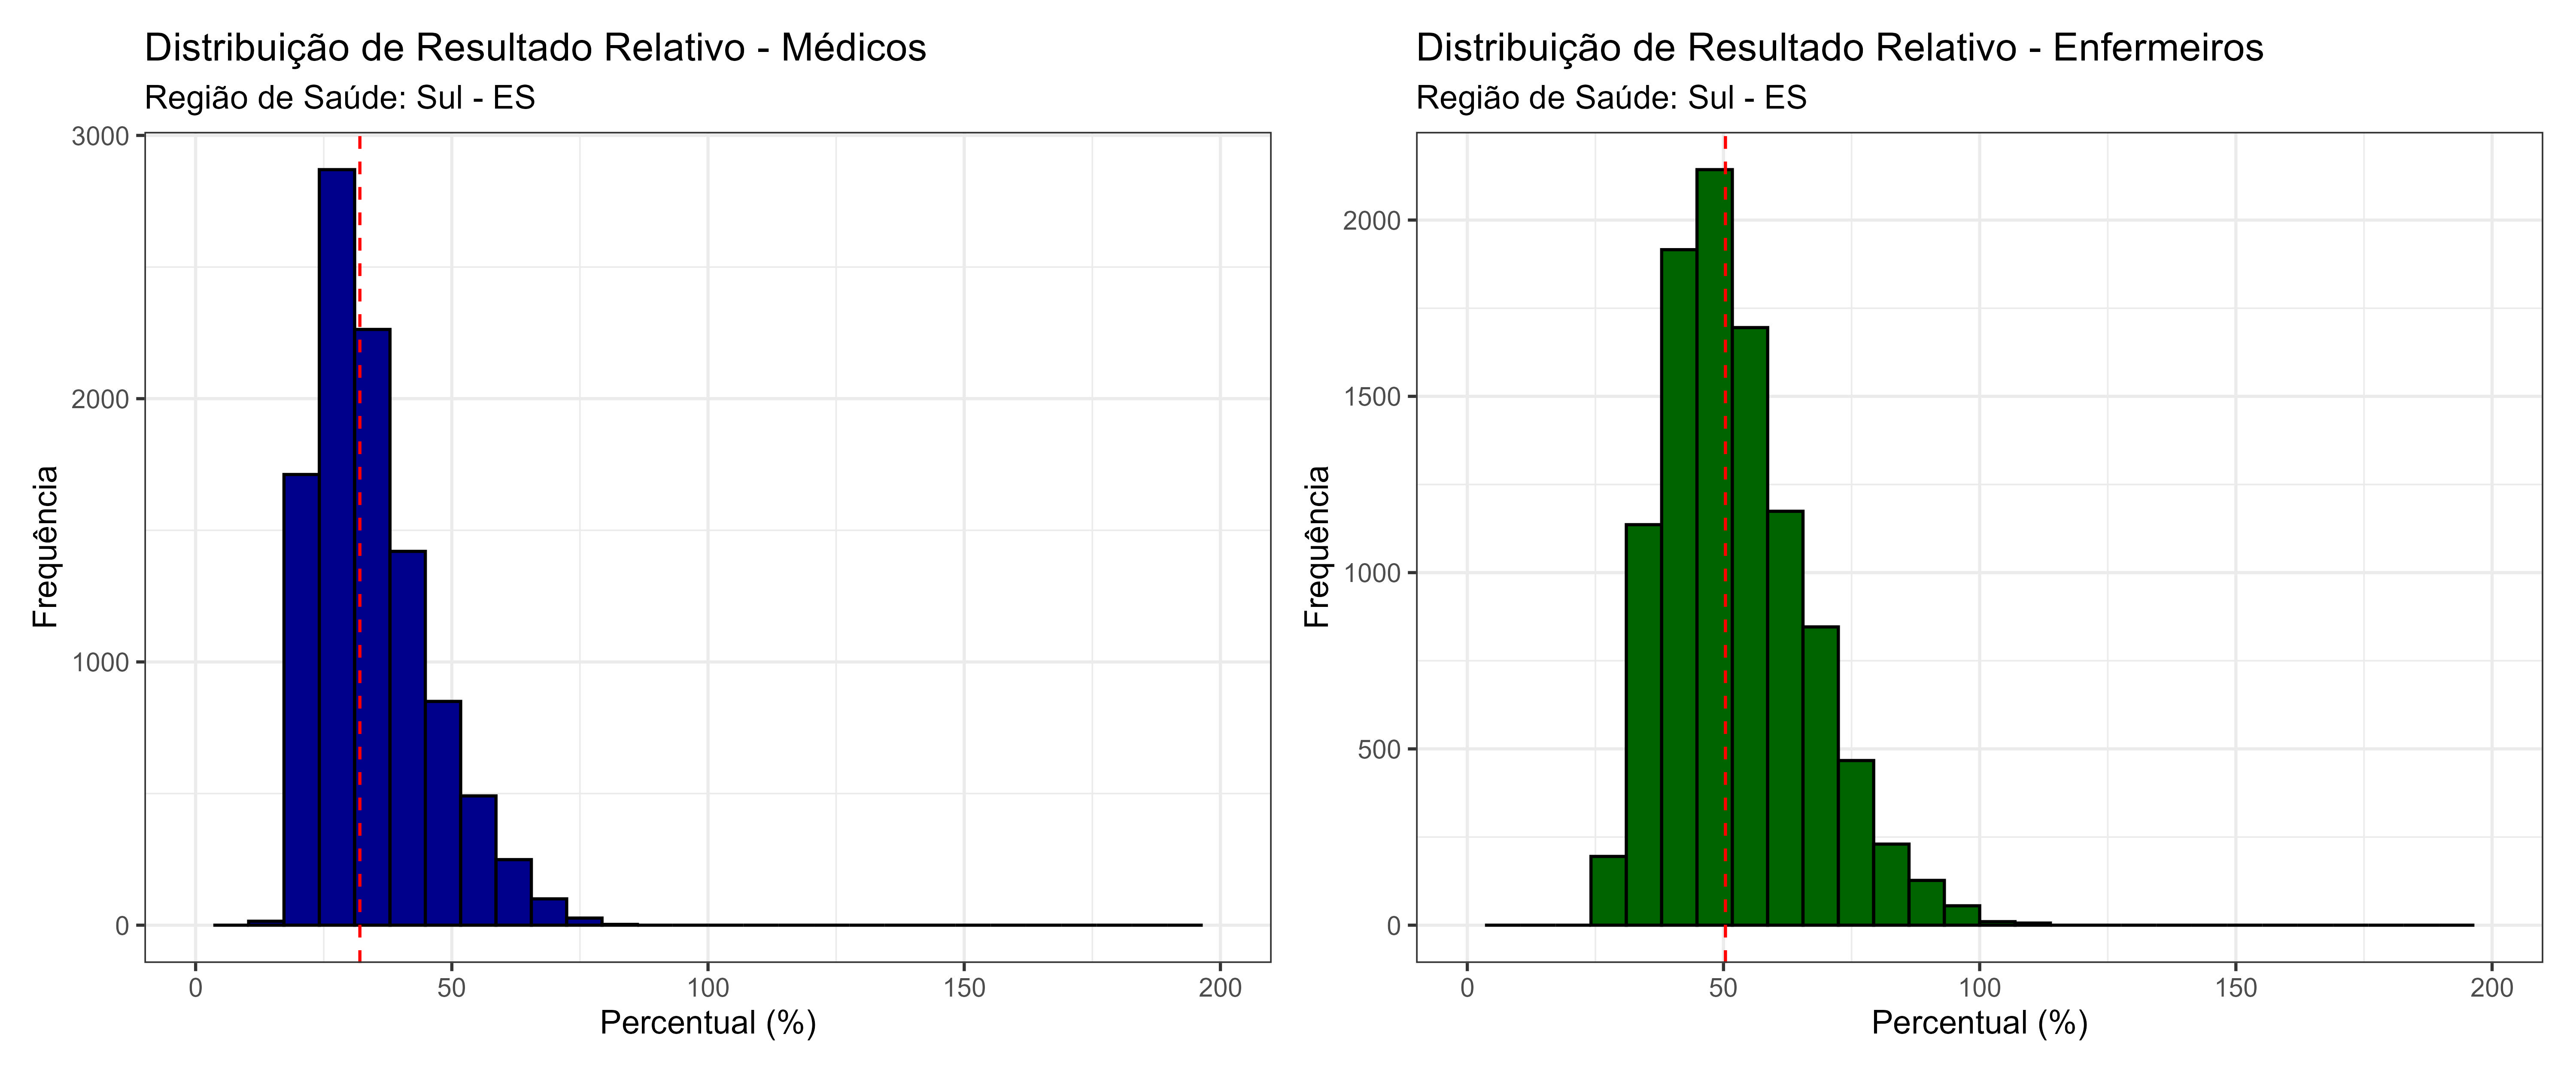 Distribuição de Resultado Relativo - Médicos
Região de Saúde: Sul - ES
3000
2000
1000
0
Frequência
0 50 100 150 200
Percentual (%)
Distribuição de Resultado Relativo - Enfermeiros
Região de Saúde: Sul - ES
2000
1500
1000
500
0
Frequência
0 50 100 150 200
Percentual (%)